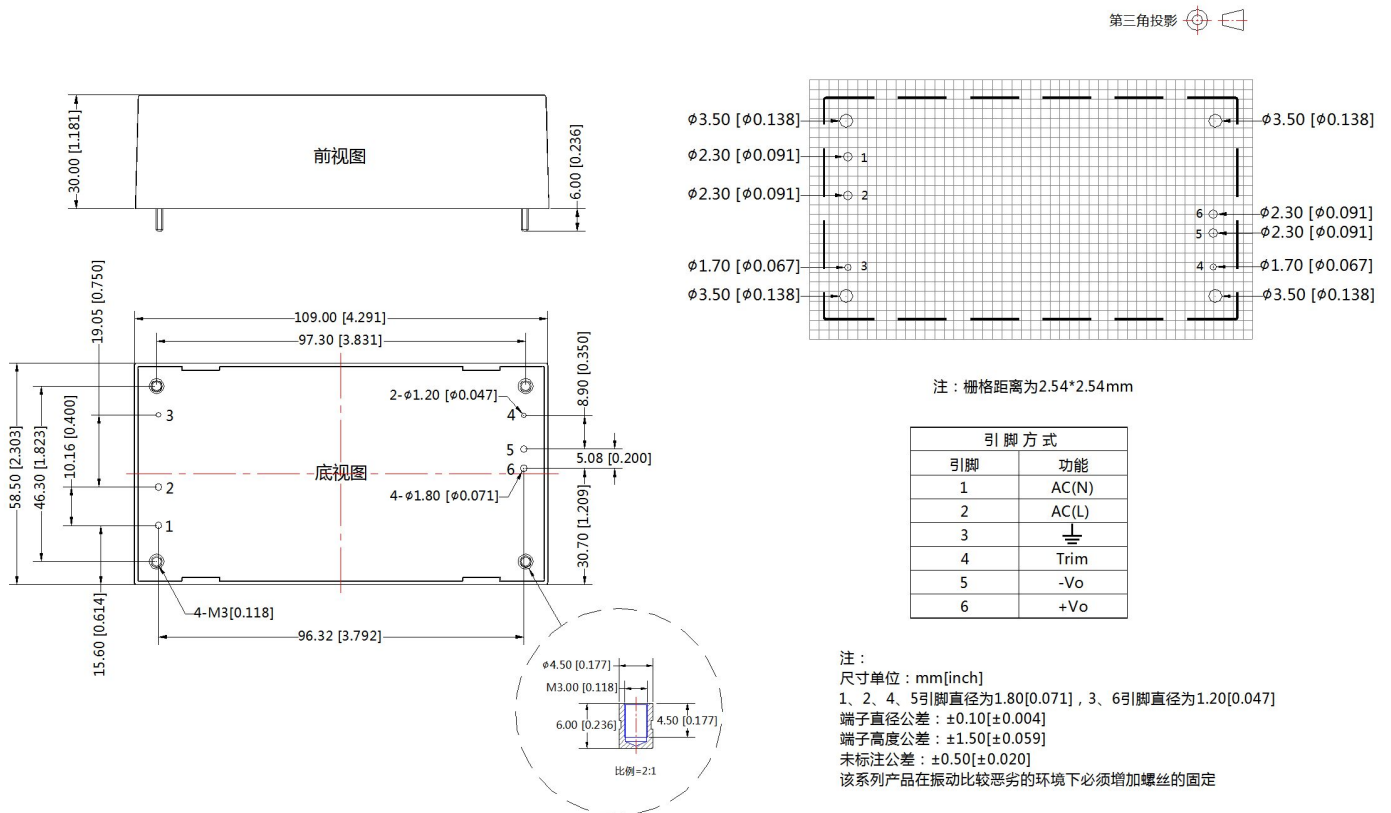 第三角投影
30.00 [1.181]
前视图
6.00 [0.236]
ϕ3.50 [ϕ0.138]
ϕ3.50 [ϕ0.138]
ϕ2.30 [ϕ0.091]
1
ϕ2.30 [ϕ0.091]
2
6
ϕ2.30 [ϕ0.091]
5
ϕ2.30 [ϕ0.091]
ϕ1.70 [ϕ0.067]
3
4
ϕ1.70 [ϕ0.067]
ϕ3.50 [ϕ0.138]
ϕ3.50 [ϕ0.138]
注：栅格距离为2.54*2.54mm
109.00 [4.291]
97.30 [3.831]
19.05 [0.750]
8.90 [0.350]
2-ϕ1.20 [ϕ0.047]
3
4
58.50 [2.303]
46.30 [1.823]
10.16 [0.400]
5
5.08 [0.200]
底视图
6
2
4-ϕ1.80 [ϕ0.071]
1
30.70 [1.209]
15.60 [0.614]
4-M3[0.118]
96.32 [3.792]
ϕ4.50 [0.177]
M3.00 [0.118]
6.00 [0.236]
4.50 [0.177]
比例=2:1
引脚方式
引脚 功能
1 AC(N)
2 AC(L)
3
4 Trim
5 -Vo
6 +Vo
注：
尺寸单位：mm[inch]
1、2、4、5引脚直径为1.80[0.071]，3、6引脚直径为1.20[0.047]
端子直径公差：±0.10[±0.004]
端子高度公差：±1.50[±0.059]
未标注公差：±0.50[±0.020]
该系列产品在振动比较恶劣的环境下必须增加螺丝的固定